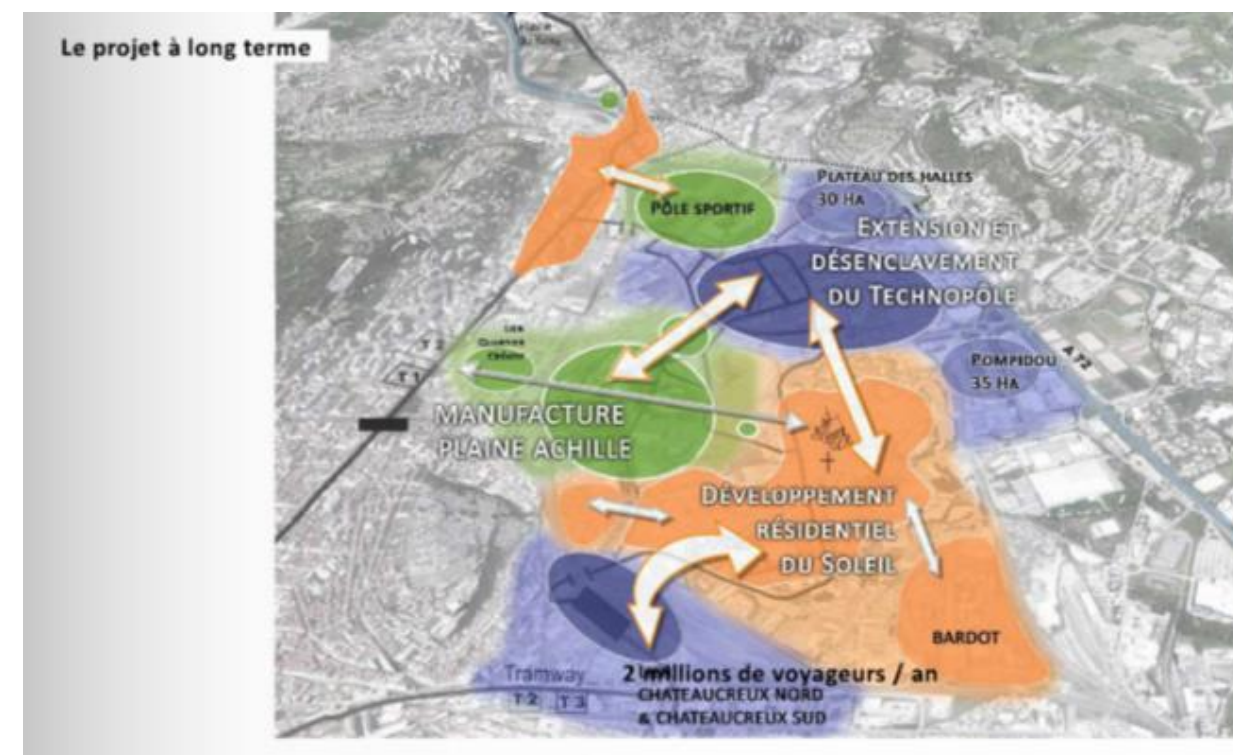 Le projet à long terme
PLATEAU DES HALLES
30 HA
PÔLE SPORTIF
EXTENSION ET
DÉSENCLAVEMENT
DU TECHNOPÔLE
T 2
LES
T 1
A 72
POMPIDOU
35 HA
MANUFACTURE
PLAINE ACHILLE
DÉVELOPPEMENT
RÉSIDENTIEL
DU SOLEIL
BARDOT
Tramway
2 millions de voyageurs / an
T 2 T 3
CHATEAUCREUX NORD
& CHATEAUCREUX SUD